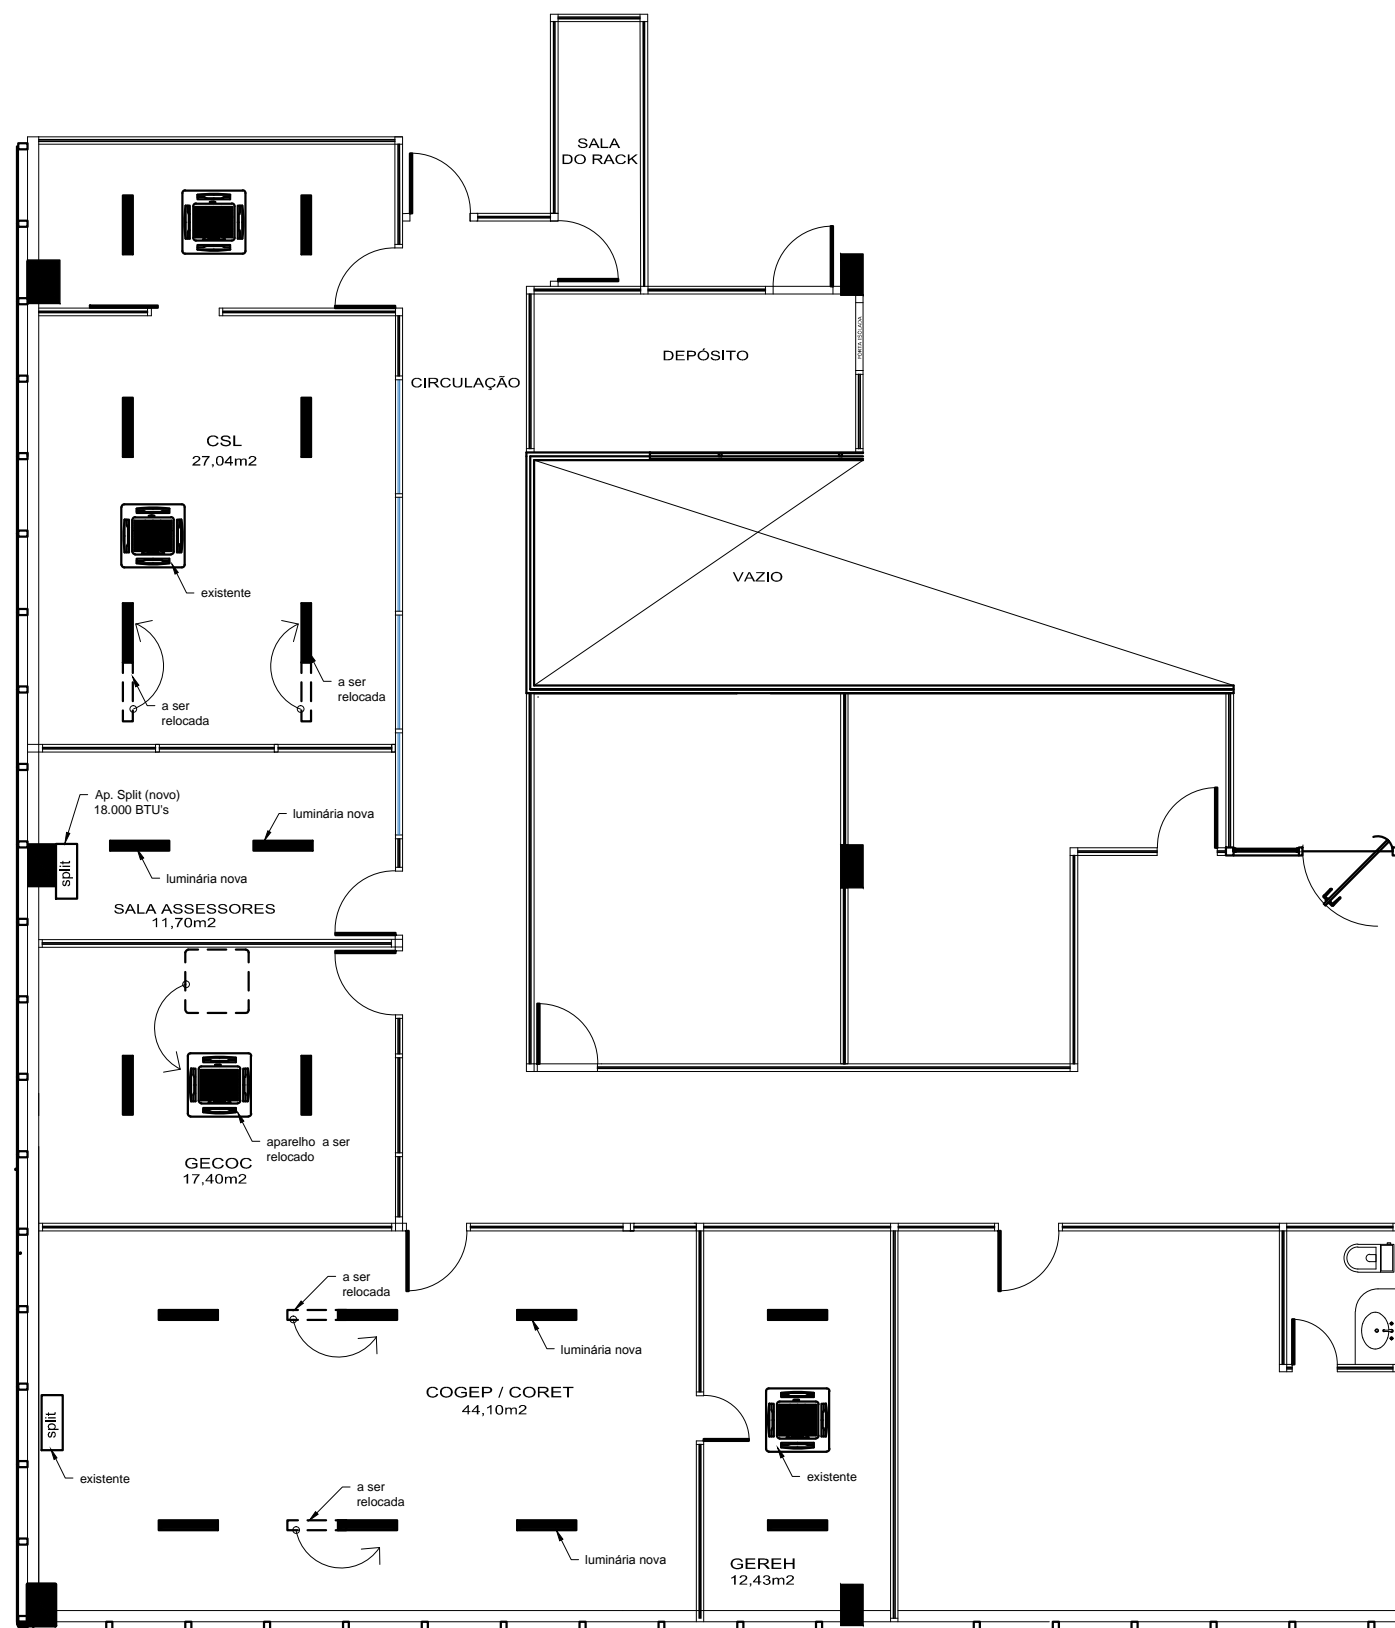 SALA
DO RACK
PORTA ISOLADA
DEPÓSITO
CIRCULAÇÃO
CSL
27,04m2
existente
VAZIO
a ser
relocada
a ser
relocada
Ap. Split (novo)
18.000 BTU's
luminária nova
split
luminária nova
SALA ASSESSORES
11,70m2
aparelho a ser
relocado
GECOC
17,40m2
a ser
relocada
luminária nova
COGEP / CORET
44,10m2
split
existente
existente
a ser
relocada
luminária nova
GEREH
12,43m2